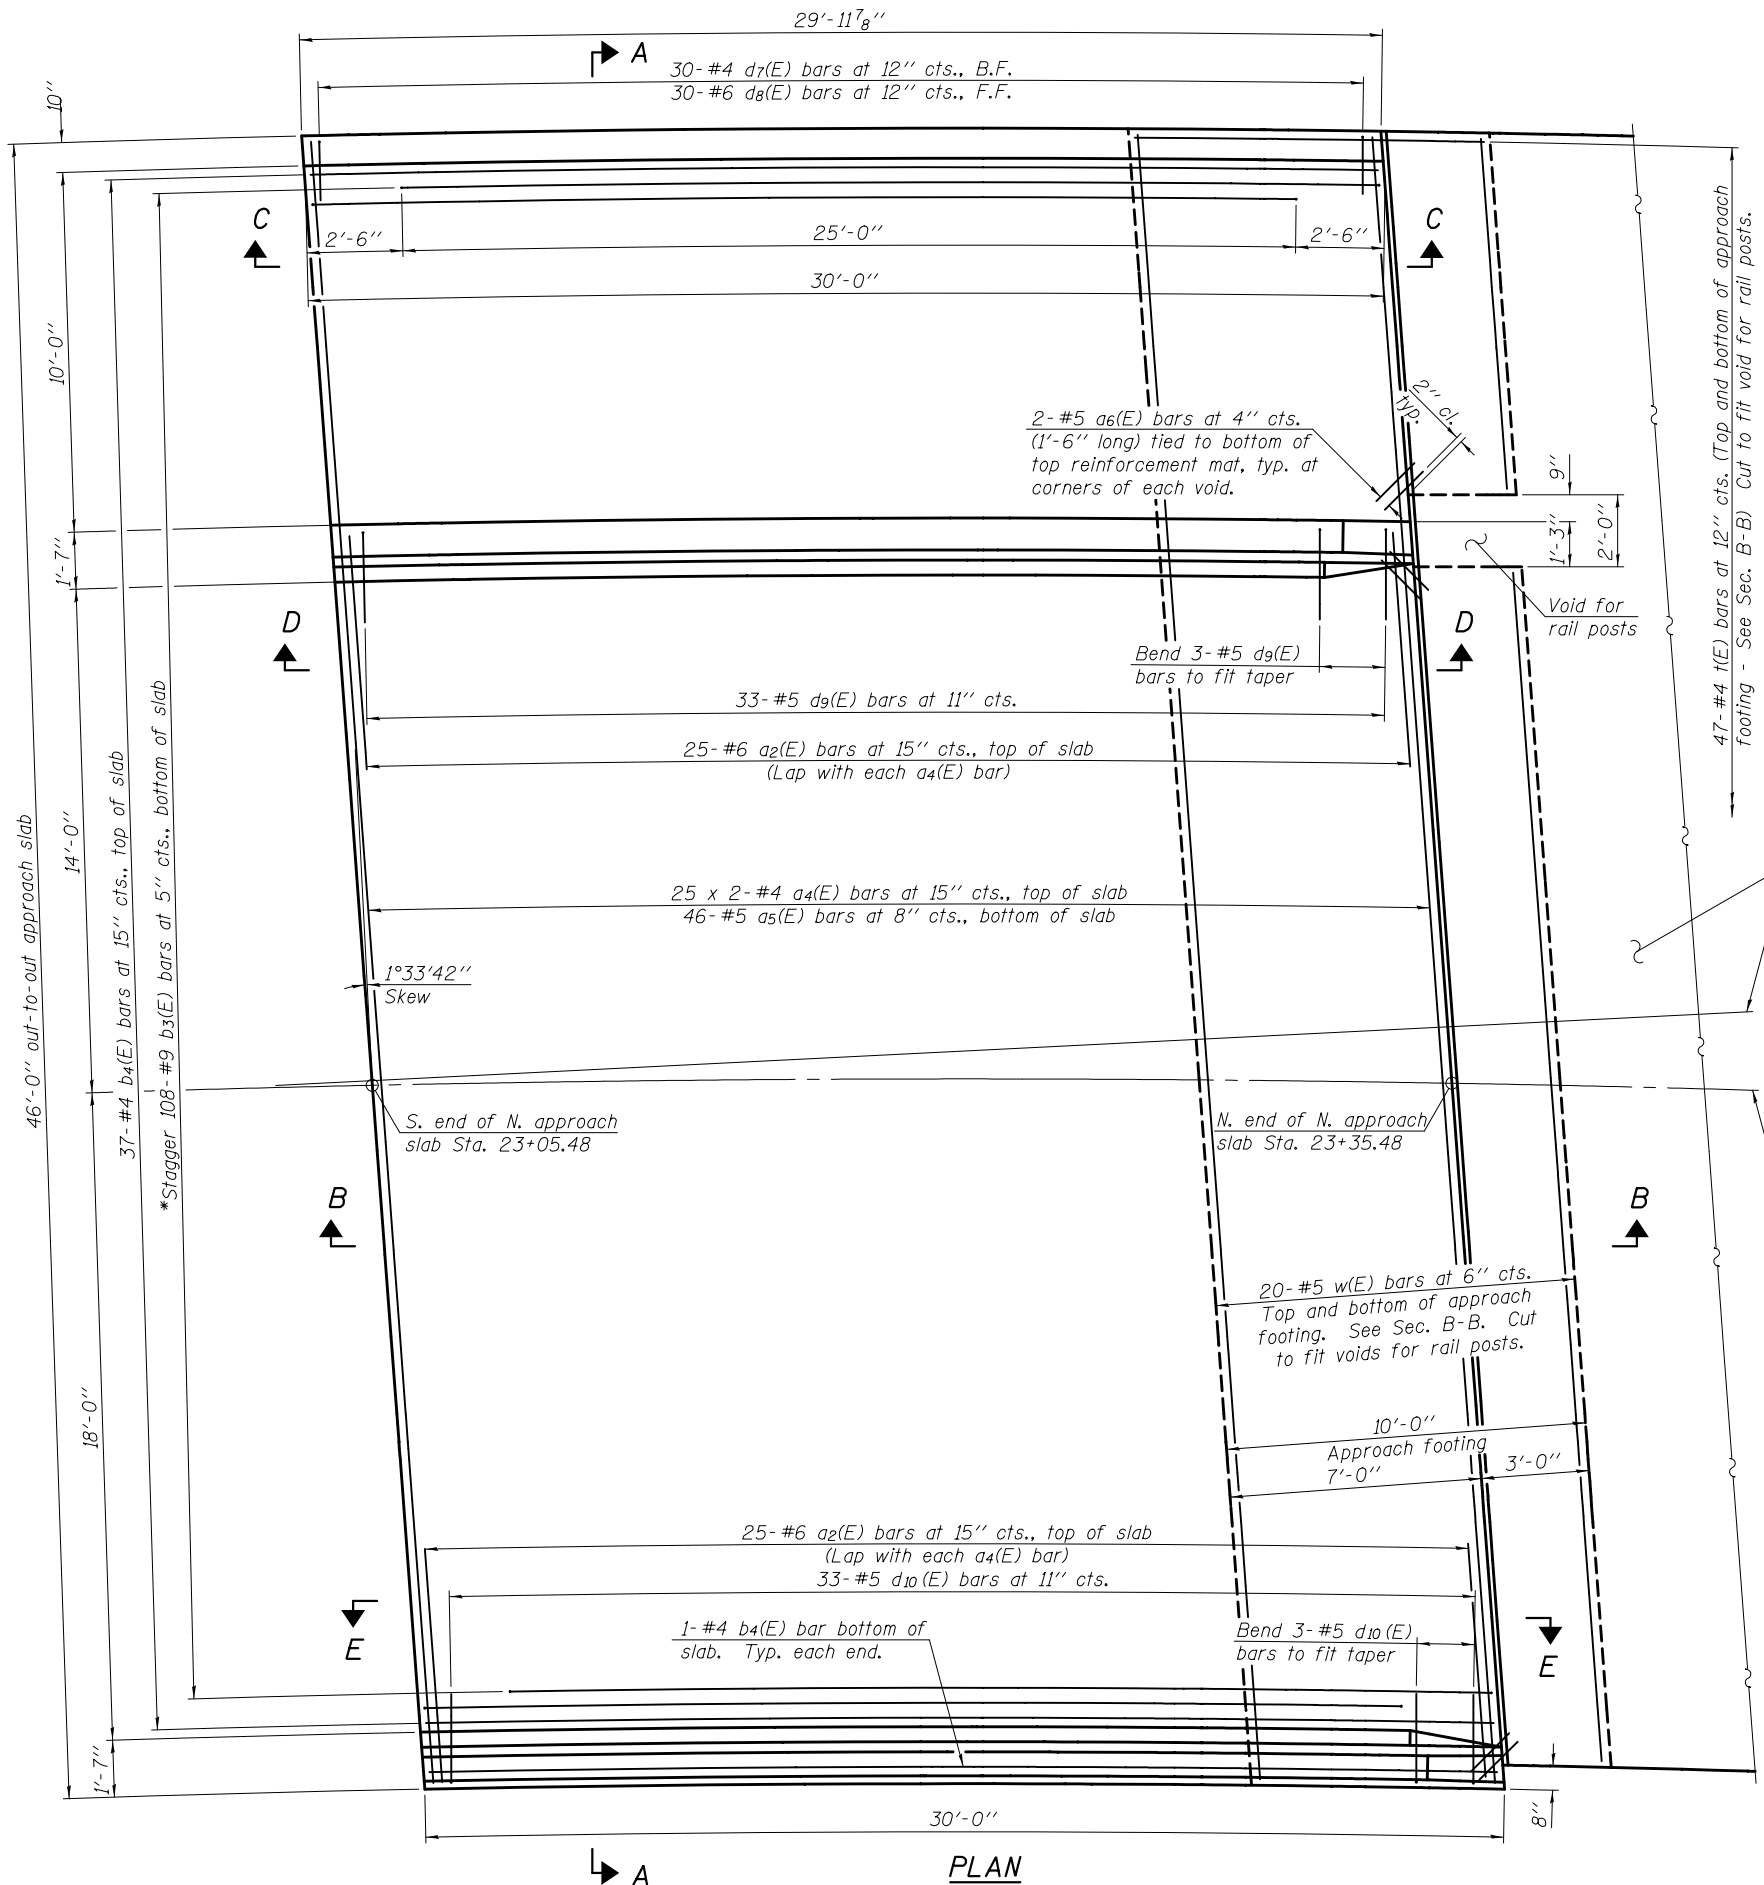 29'-11 7/8"
A
30-#4 d7(E) bars at 12" cts., B.F.
30-#6 d8(E) bars at 12" cts., F.F.
10"
C
C
2'-6"
25'-0"
2'-6"
30'-0"
10'-0"
47-#4 t(E) bars at 12" cts. (Top and bottom of approach
footing - See Sec. B-B) Cut to fit void for rail posts.
2" cl.
typ.
2-#5 a6(E) bars at 4" cts.
(1'-6" long) tied to bottom of
top reinforcement mat, typ. at
corners of each void.
9"
1'-3"
2'-0"
1'-7"
Void for
rail posts
D
D
Bend 3-#5 d9(E)
bars to fit taper
33-#5 d9(E) bars at 11" cts.
25-#6 a2(E) bars at 15" cts., top of slab
(Lap with each a4(E) bar)
46'-0" out-to-out approach slab
14'-0"
37-#4 b4(E) bars at 15" cts., top of slab
*Stagger 108-#9 b3(E) bars at 5" cts., bottom of slab
25 x 2-#4 a4(E) bars at 15" cts., top of slab
46-#5 a5(E) bars at 8" cts., bottom of slab
1°33'42"
Skew
S. end of N. approach
slab Sta. 23+05.48
N. end of N. approach
slab Sta. 23+35.48
B
B
18'-0"
20-#5 w(E) bars at 6" cts.
Top and bottom of approach
footing. See Sec. B-B. Cut
to fit voids for rail posts.
10'-0"
Approach footing
7'-0"
3'-0"
25-#6 a2(E) bars at 15" cts., top of slab
(Lap with each a4(E) bar)
33-#5 d10(E) bars at 11" cts.
E
1-#4 b4(E) bar bottom of
slab. Typ. each end.
Bend 3-#5 d10(E)
bars to fit taper
E
1'-7"
30'-0"
8"
A
PLAN